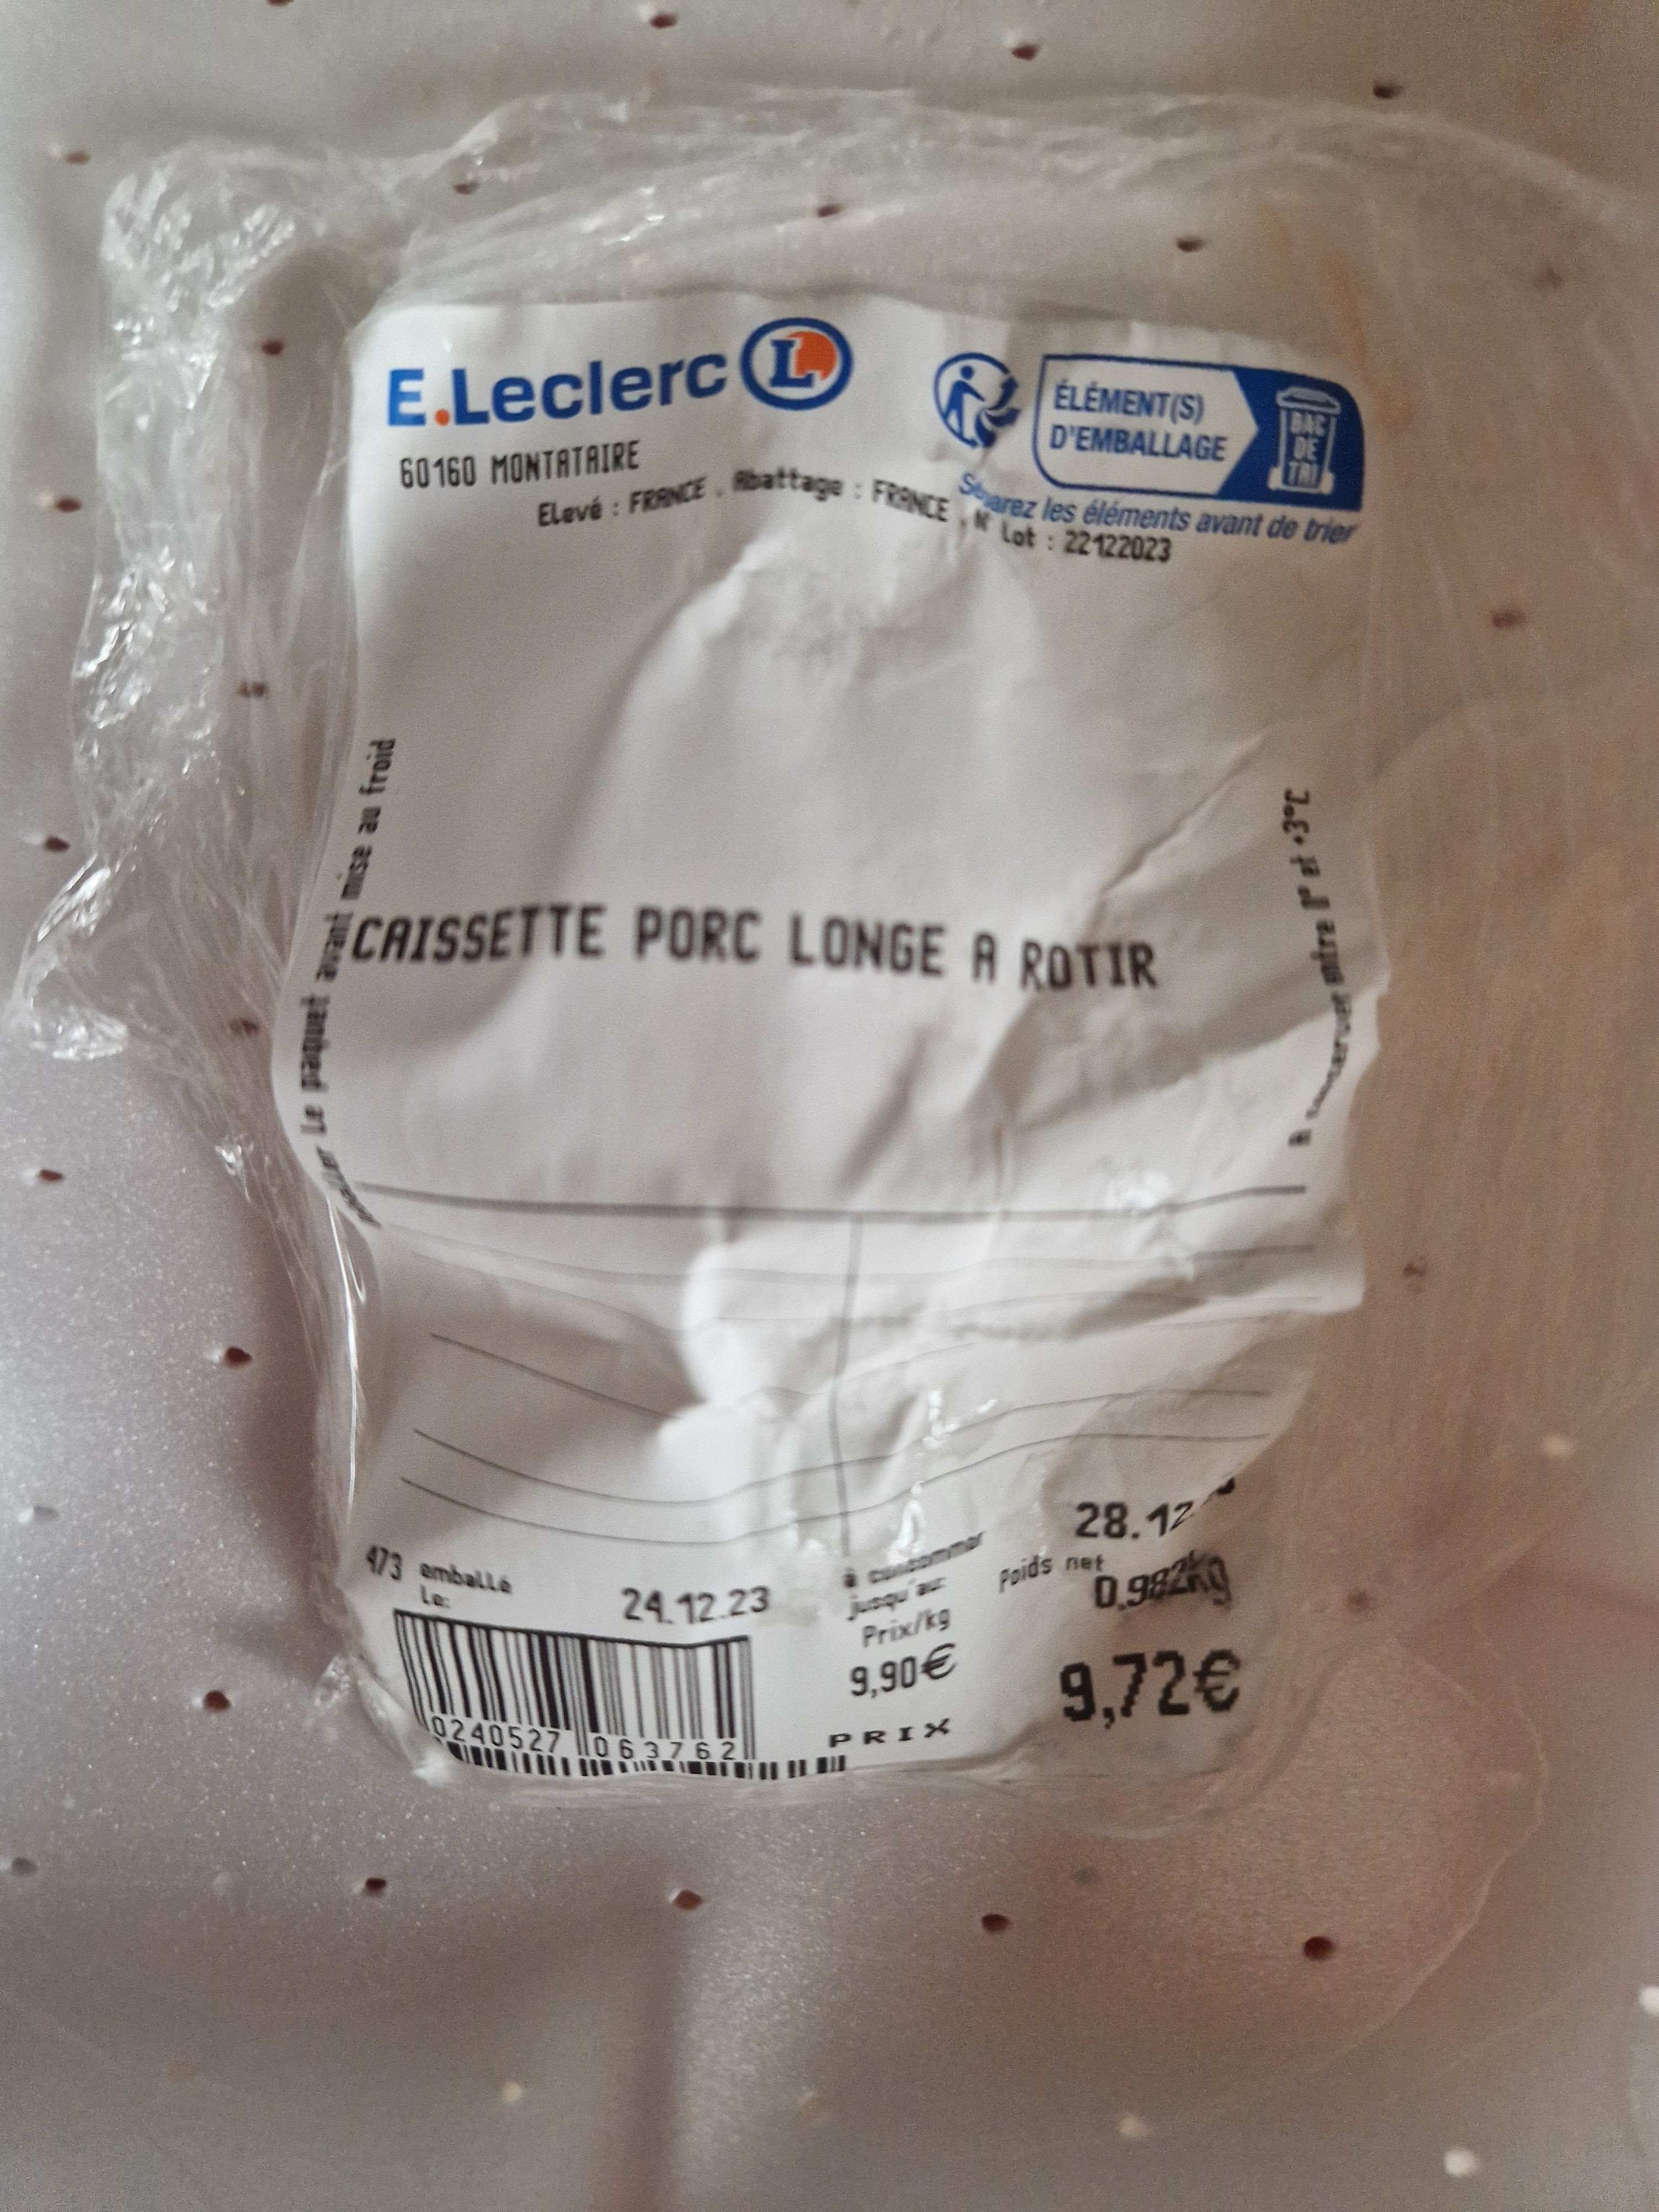 E.Leclerc L
60160 MONTATAIRE
ÉLÉMENT(S)
D'EMBALLAGE
BAC
DE
TRI
Séparez les éléments avant de trier
Elevé : FRANCE . Abattage : FRANCE . N° Lot : 22122023
Le paquet avant mise au froid
CAISSETTE PORC LONGE A ROTIR
A conserver entre 0° et +3°C
473 emballé
Le:
24.12.23
à consommer
jusqu'au:
28.12
Poids net
0.982kg
Prix/kg
9,90€
9,72€
PRIX
0240527 063762